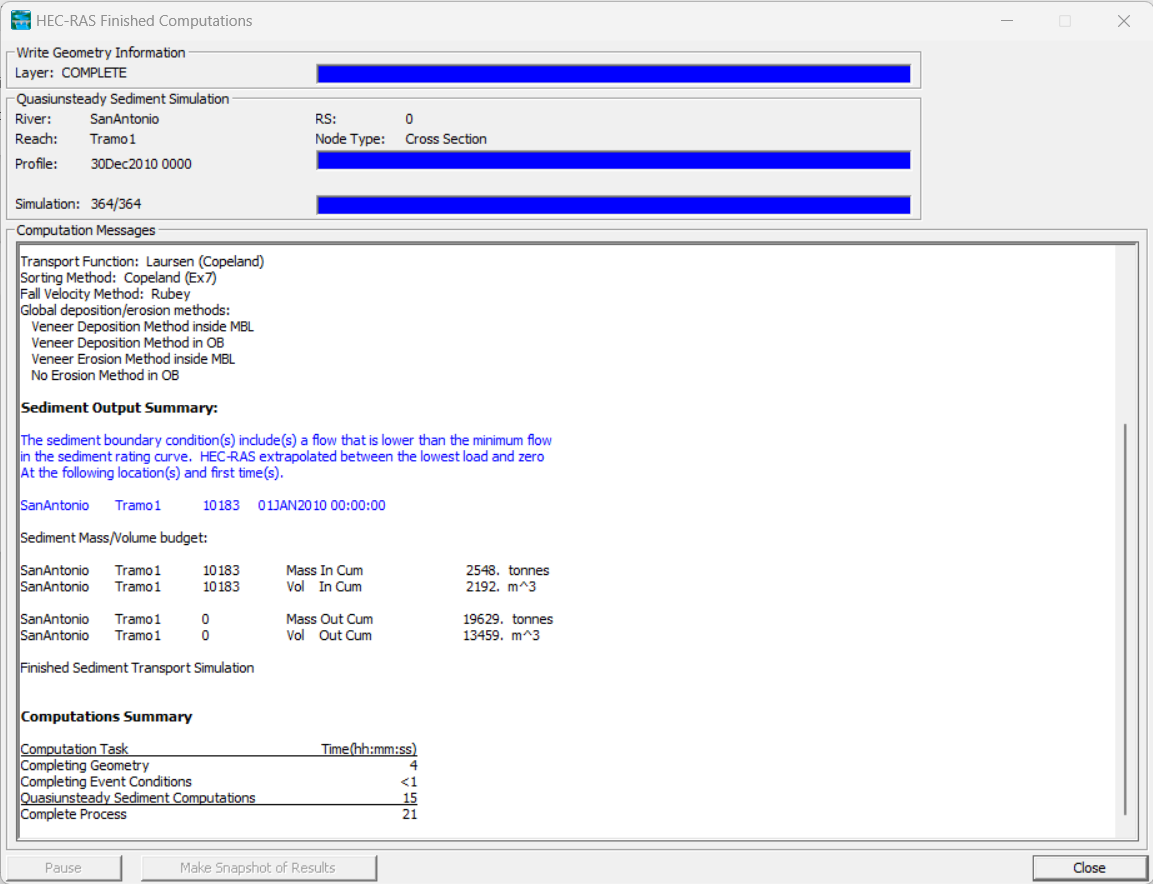 HEC-RAS Finished Computations
Write Geometry Information
Layer: COMPLETE
Quasiunsteady Sediment Simulation
River: SanAntonio RS: 0
Reach: Tramo1 Node Type: Cross Section
Profile: 30Dec2010 0000
Simulation: 364/364
Computation Messages
Transport Function: Laursen (Copeland)
Sorting Method: Copeland (Ex7)
Fall Velocity Method: Rubey
Global deposition/erosion methods:
Veneer Deposition Method inside MBL
Veneer Deposition Method in OB
Veneer Erosion Method inside MBL
No Erosion Method in OB
Sediment Output Summary:
The sediment boundary condition(s) include(s) a flow that is lower than the minimum flow
in the sediment rating curve. HEC-RAS extrapolated between the lowest load and zero
At the following location(s) and first time(s).
SanAntonio Tramo1 10183 01JAN2010 00:00:00
Sediment Mass/Volume budget:
SanAntonio Tramo1 10183 Mass In Cum 2548. tonnes
SanAntonio Tramo1 10183 Vol In Cum 2192. m^3
SanAntonio Tramo1 0 Mass Out Cum 19629. tonnes
SanAntonio Tramo1 0 Vol Out Cum 13459. m^3
Finished Sediment Transport Simulation
Computations Summary
Computation Task Time(hh:mm:ss)
Completing Geometry 4
Completing Event Conditions <1
Quasiunsteady Sediment Computations 15
Complete Process 21
Pause Make Snapshot of Results Close